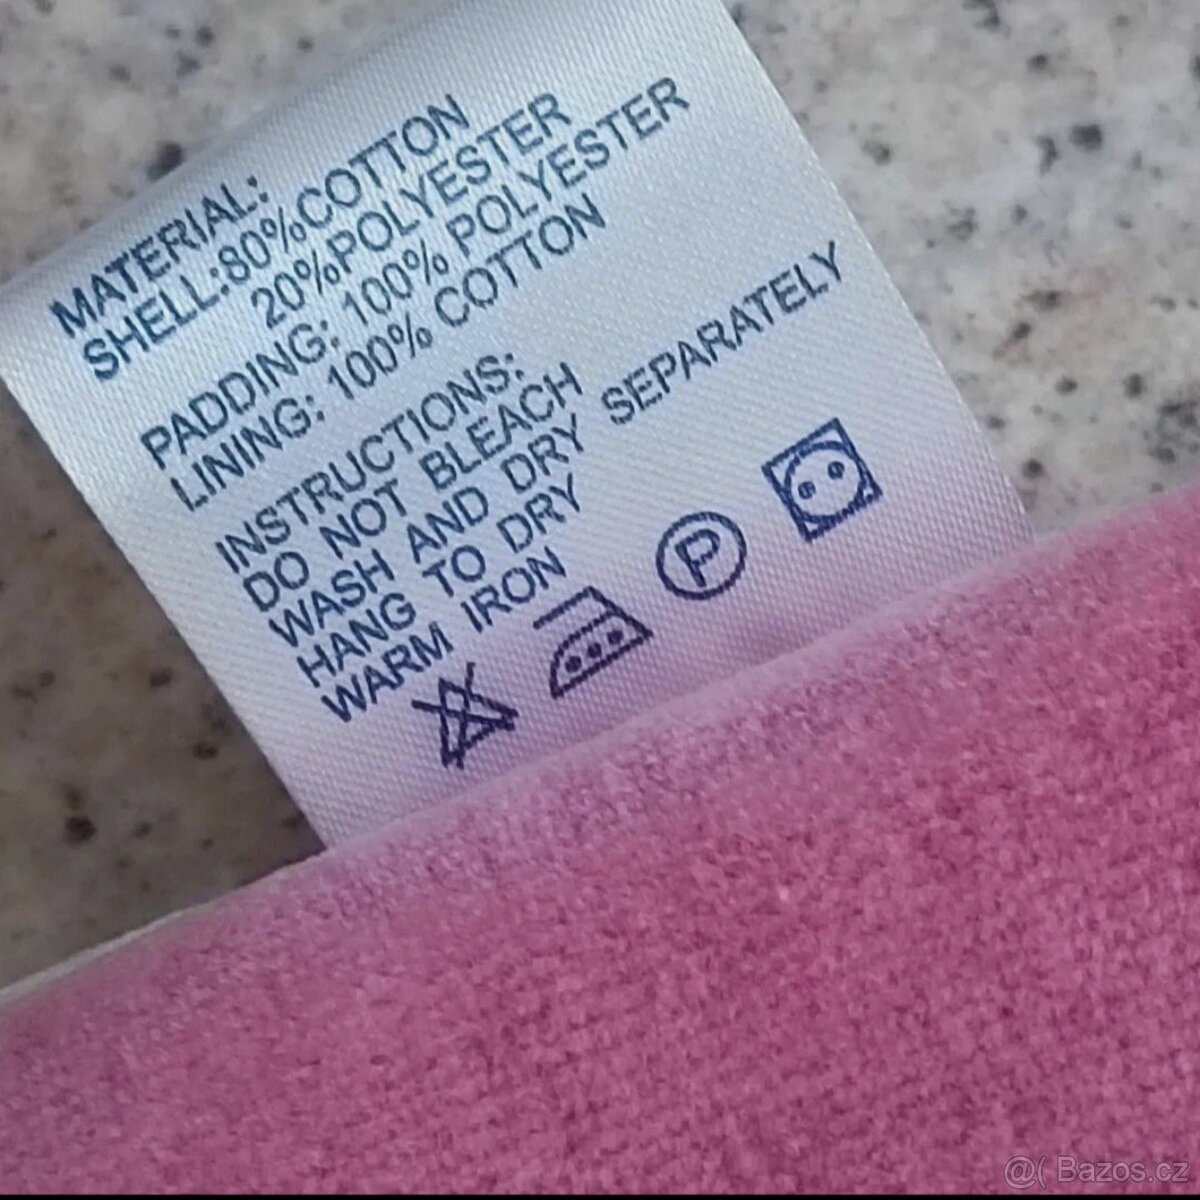 MATERIAL:
SHELL:80%COTTON
20%POLYESTER
PADDING: 100% POLYESTER
LINING: 100% COTTON
INSTRUCTIONS:
DO NOT BLEACH
WASH AND DRY SEPARATELY
HANG TO DRY
WARM IRON
P
@( Bazos.cz